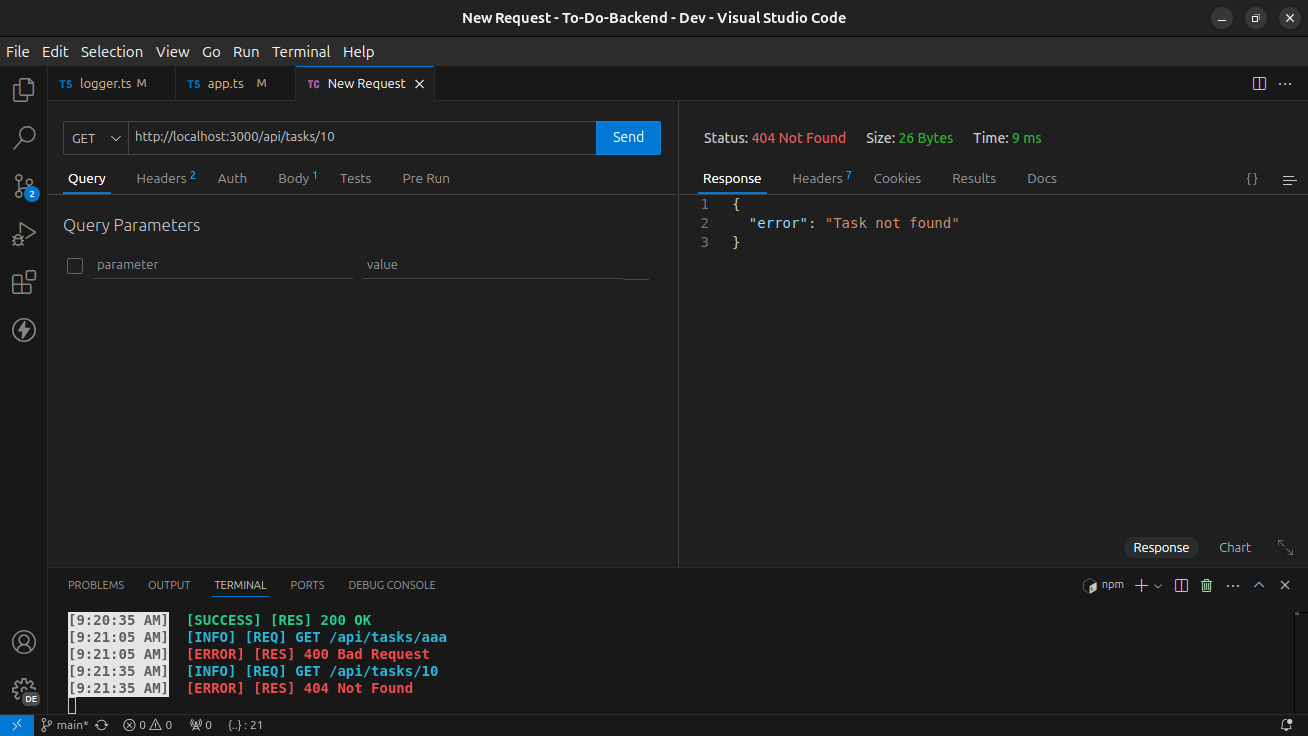 New Request - To-Do-Backend - Dev - Visual Studio Code
File Edit Selection View Go Run Terminal Help
TS logger.ts M TS app.ts M TC New Request
GET http://localhost:3000/api/tasks/10 Send
Status: 404 Not Found Size: 26 Bytes Time: 9 ms
Query Headers 2 Auth Body 1 Tests Pre Run
Response Headers 7 Cookies Results Docs {}
2
Query Parameters
parameter value
1 {
2 "error": "Task not found"
3 }
Response Chart
PROBLEMS OUTPUT TERMINAL PORTS DEBUG CONSOLE npm
[9:20:35 AM] [SUCCESS] [RES] 200 OK
[9:21:05 AM] [INFO] [REQ] GET /api/tasks/aaa
[9:21:05 AM] [ERROR] [RES] 400 Bad Request
[9:21:35 AM] [INFO] [REQ] GET /api/tasks/10
[9:21:35 AM] [ERROR] [RES] 404 Not Found
DE
main* 0 0 0 {..} : 21